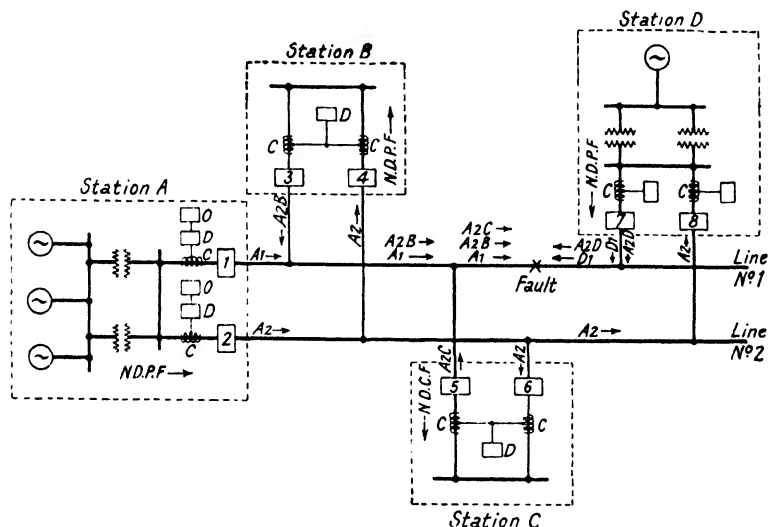 Station A
O
D
C
1
A1
O
D
C
2
A2
N.D.P.F
Station B
D
C
C
N.D.P.F
3
4
A2B
A2
A2B
A1
A2C
A2B
A1
A2D
D1
Fault
Station D
N.D.P.F
C
C
7
8
D1
A2D
A2
Line
Nº1
A2
Line
Nº2
A2C
A2
N.D.C.F
5
6
C
C
D
Station C